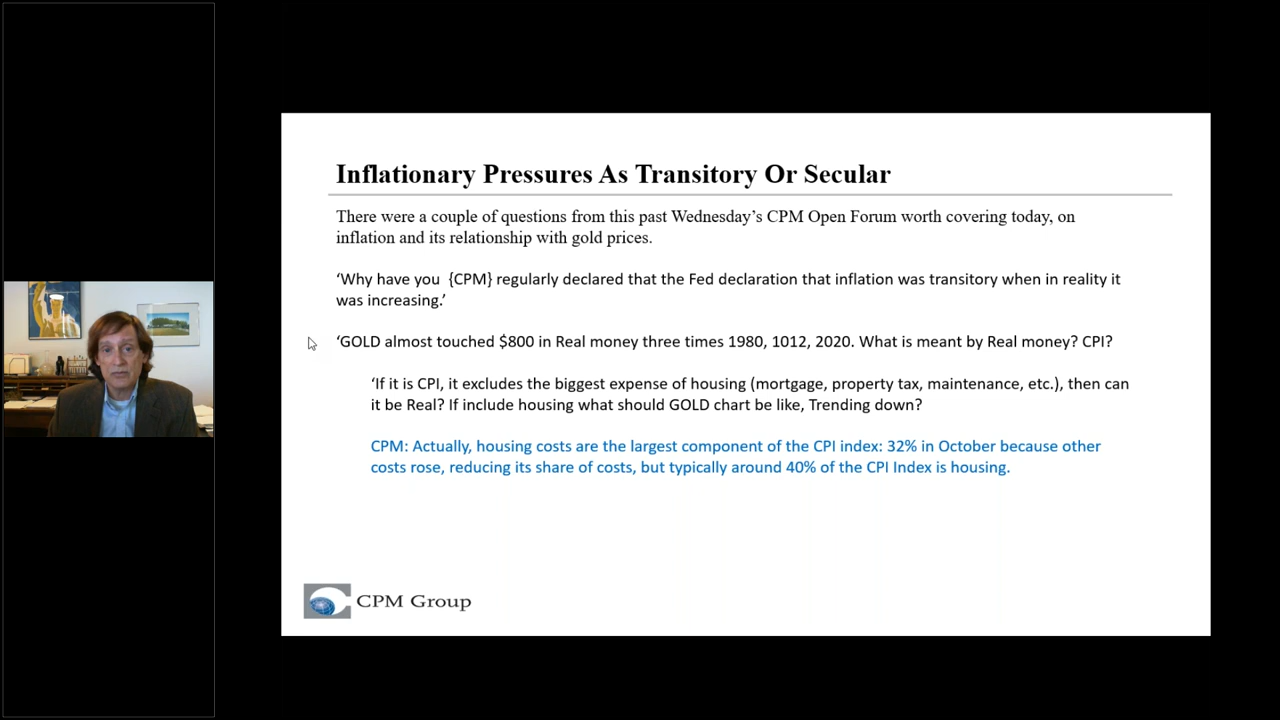 Inflationary Pressures As Transitory Or Secular
There were a couple of questions from this past Wednesday’s CPM Open Forum worth covering today, on
inflation and its relationship with gold prices.
‘Why have you  {CPM} regularly declared that the Fed declaration that inflation was transitory when in reality it
was increasing.’
‘GOLD almost touched $800 in Real money three times 1980, 1012, 2020. What is meant by Real money? CPI?
‘If it is CPI, it excludes the biggest expense of housing (mortgage, property tax, maintenance, etc.), then can
it be Real? If include housing what should GOLD chart be like, Trending down?
CPM: Actually, housing costs are the largest component of the CPI index: 32% in October because other
costs rose, reducing its share of costs, but typically around 40% of the CPI Index is housing.
CPM Group